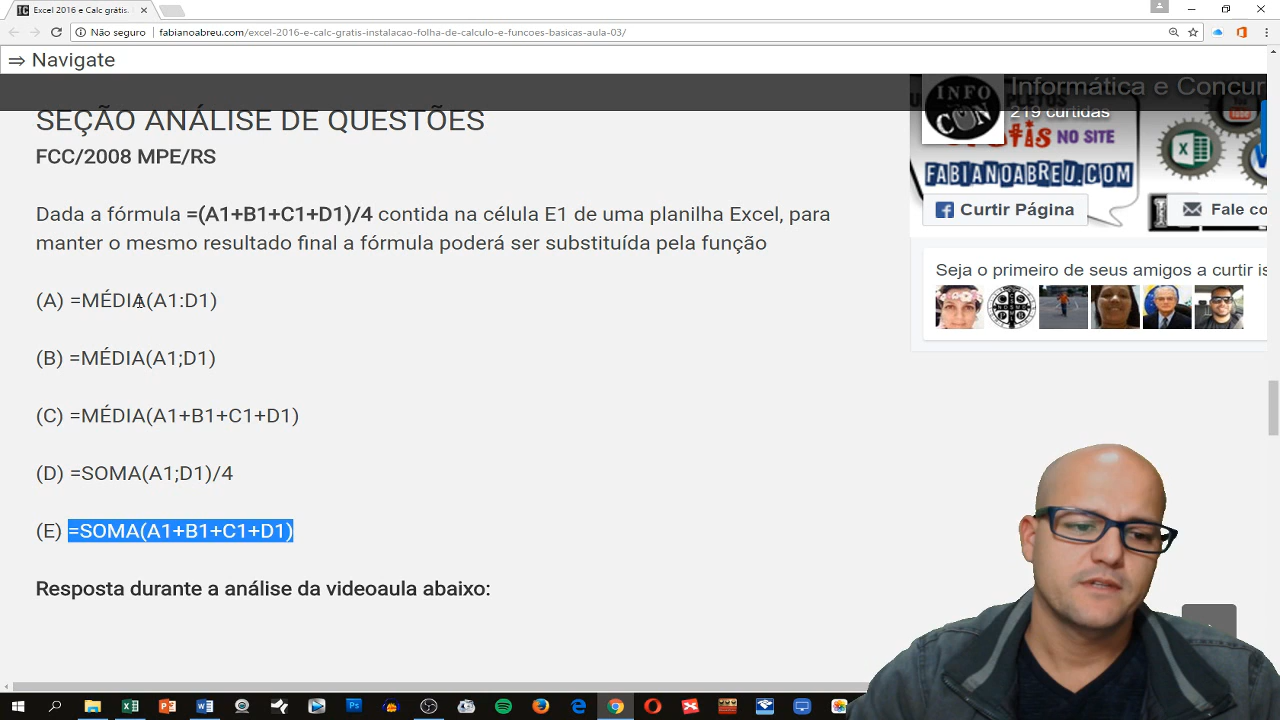 Excel 2016 e Calc grátis.
Não seguro
fabianoabreu.com/excel-2016-e-calc-gratis-instalacao-folha-de-calculo-e-funcoes-basicas-aula-03/
⇒ Navigate
SEÇÃO ANÁLISE DE QUESTÕES
FCC/2008 MPE/RS
Dada a fórmula =(A1+B1+C1+D1)/4 contida na célula E1 de uma planilha Excel, para
manter o mesmo resultado final a fórmula poderá ser substituída pela função
(A) =MÉDIA(A1:D1)
(B) =MÉDIA(A1;D1)
(C) =MÉDIA(A1+B1+C1+D1)
(D) =SOMA(A1;D1)/4
(E) =SOMA(A1+B1+C1+D1)
Resposta durante a análise da videoaula abaixo:
Informática e Concur
219 curtidas
INFO
CON
NO SITE
FABIANOABREU.COM
Curtir Página
Fale co
Seja o primeiro de seus amigos a curtir is